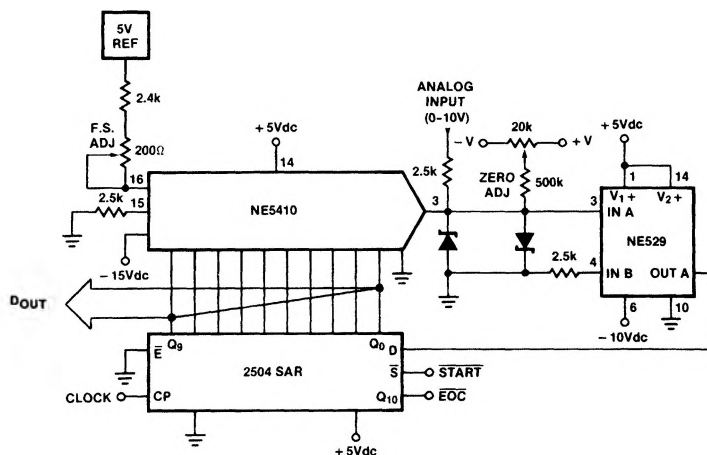 5V
REF
2.4k
F.S.
ADJ
200Ω
16
+5Vdc
14
2.5k
15
NE5410
-15Vdc
3
ANALOG
INPUT
(0-10V)
2.5k
-V
20k
+V
ZERO
ADJ
500k
+5Vdc
1
14
V1+
V2+
3
IN A
NE529
2.5k
4
IN B
OUT A
6
10
-10Vdc
DOUT
Q9
Q0
E
D
2504 SAR
S
START
CLOCK
CP
Q10
EOC
+5Vdc